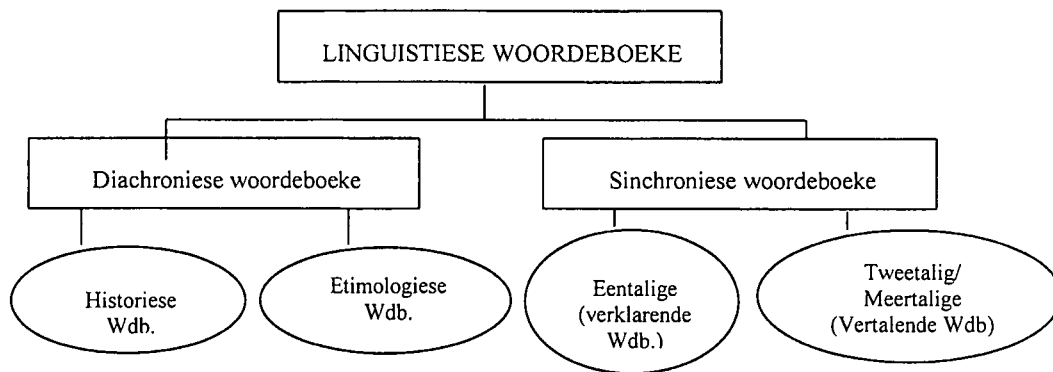 LINGUISTIESE WOORDEBOEKE
Diachroniese woordeboeke
Sinchroniese woordeboeke
Historiese
Wdb.
Etimologiese
Wdb.
Eentalige
(verklarende
Wdb.)
Tweetalig/
Meertalige
(Vertalende Wdb)